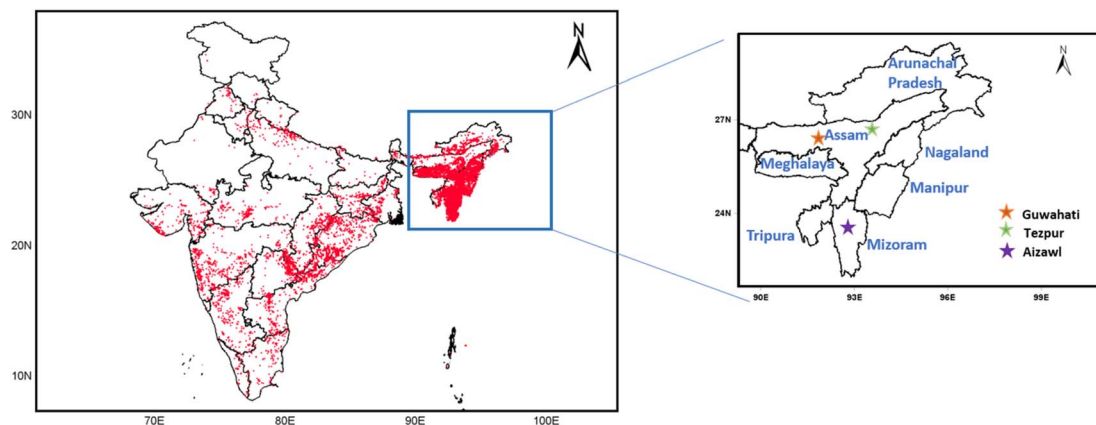 N
30N
20N
10N
70E
80E
90E
100E
N
Arunachal
Pradesh
27N
Assam
Nagaland
Meghalaya
Manipur
24N
Guwahati
Tripura
Mizoram
Tezpur
Aizawl
90E
93E
96E
99E